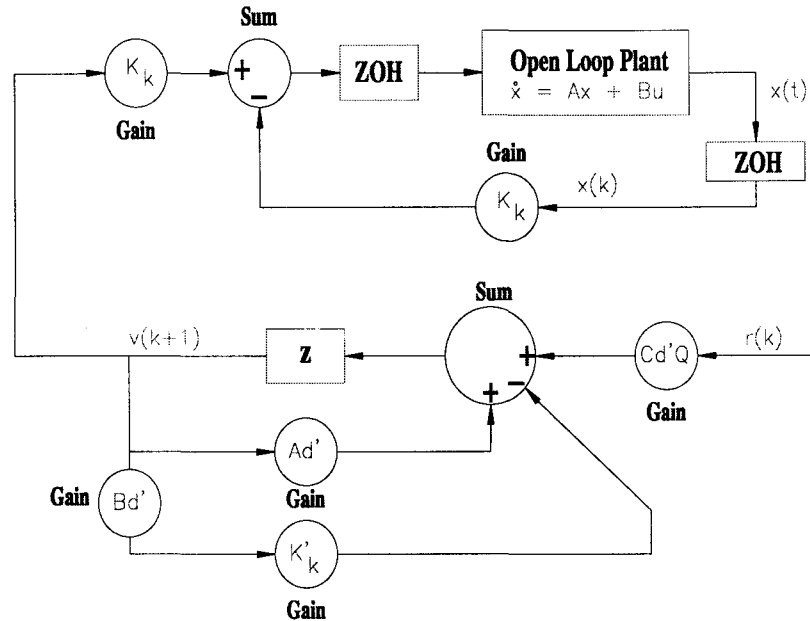 Sum
K_k
+
−
ZOH
Open Loop Plant
ẋ = Ax + Bu
x(t)
Gain
Gain
ZOH
x(k)
K_k
Sum
v(k+1)
z
+
−
+
Cd'Q
r(k)
Gain
Ad'
Gain
Gain
Bd'
K'_k
Gain